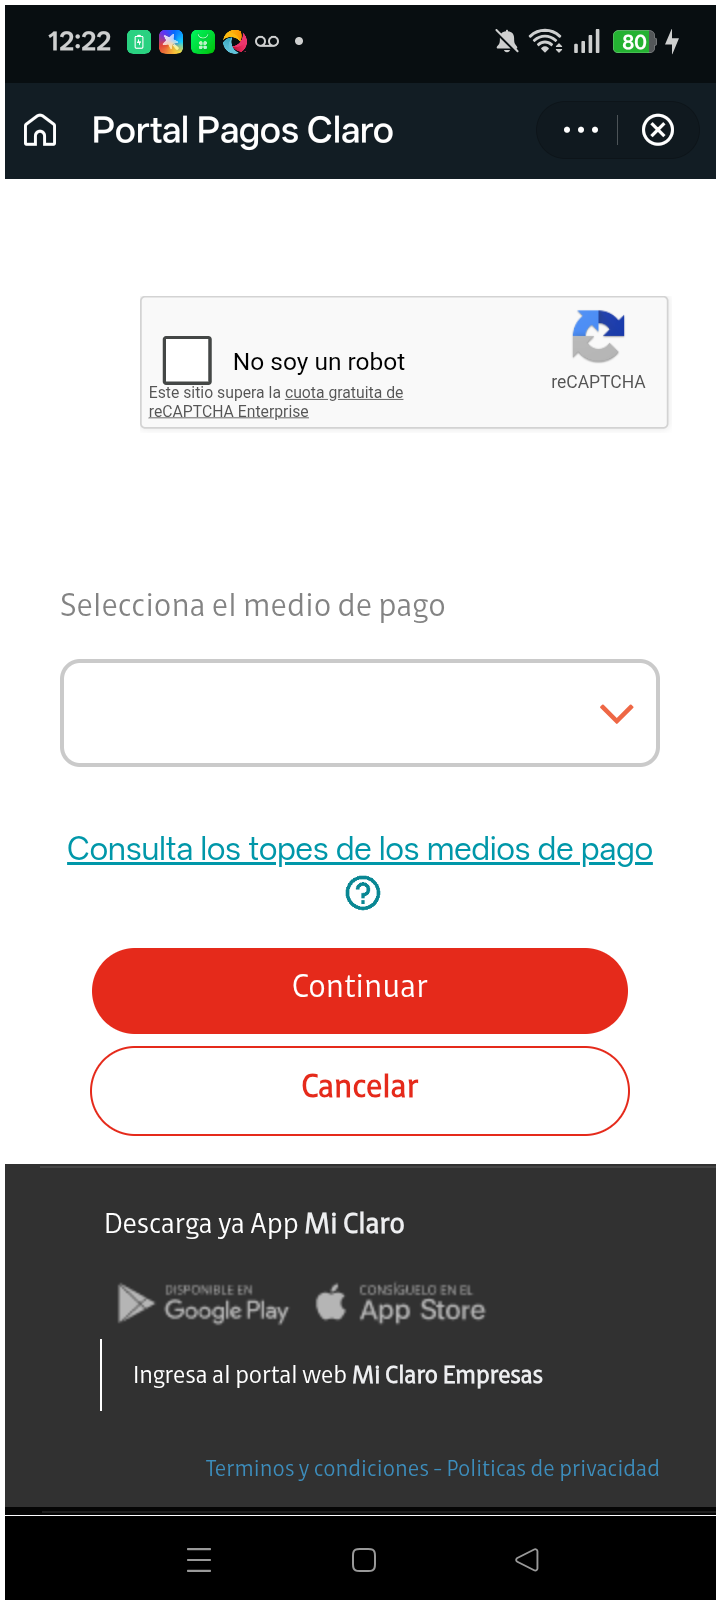 12:22
80
Portal Pagos Claro
No soy un robot
Este sitio supera la cuota gratuita de
reCAPTCHA Enterprise
reCAPTCHA
Selecciona el medio de pago
Consulta los topes de los medios de pago
?
Continuar
Cancelar
Descarga ya App Mi Claro
DISPONIBLE EN
Google Play
CONSÍGUELO EN EL
App Store
Ingresa al portal web Mi Claro Empresas
Terminos y condiciones - Politicas de privacidad